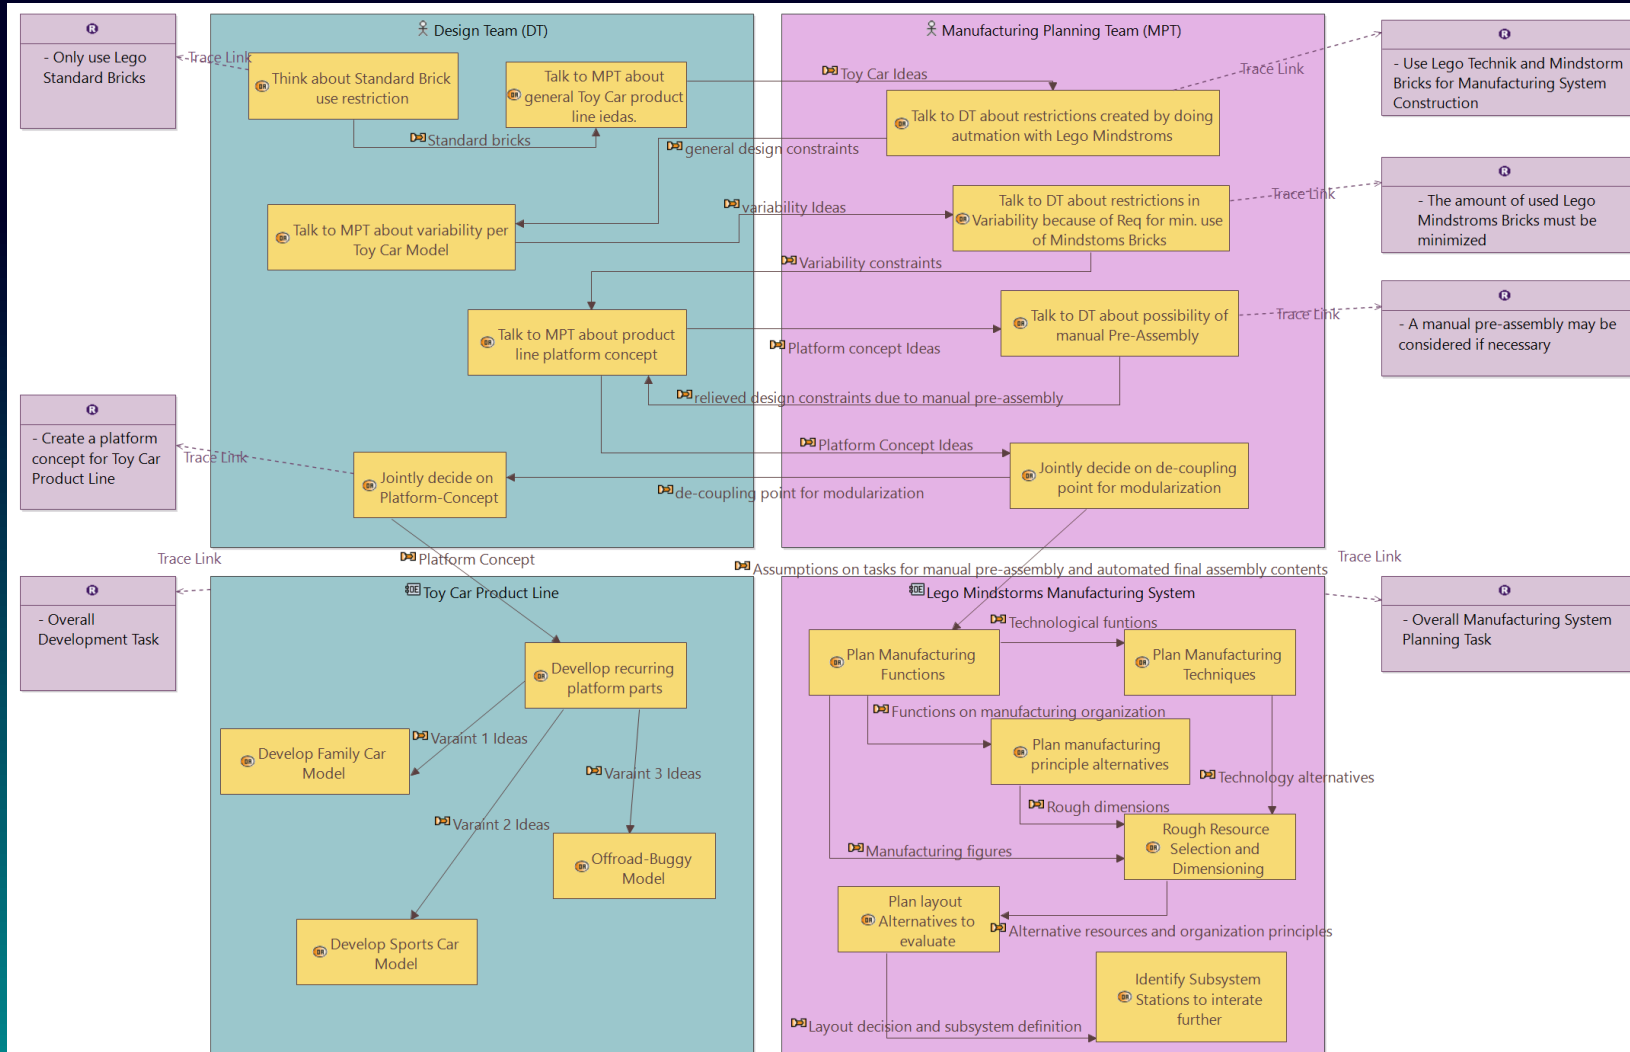 Design Team (DT)
Manufacturing Planning Team (MPT)
- Only use Lego
Standard Bricks
Trace Link
Think about Standard Brick
use restriction
Talk to MPT about
general Toy Car product
line iedas.
Standard bricks
Toy Car Ideas
Talk to DT about restrictions created by doing
autmation with Lego Mindstroms
Trace Link
- Use Lego Technik and Mindstorm
Bricks for Manufacturing System
Construction
general design constraints
Talk to MPT about variability per
Toy Car Model
variability Ideas
Talk to DT about restrictions in
Variability because of Req for min. use
of Mindstoms Bricks
Trace Link
- The amount of used Lego
Mindstroms Bricks must be
minimized
Variability constraints
Talk to MPT about product
line platform concept
Platform concept Ideas
Talk to DT about possibility of
manual Pre-Assembly
Trace Link
- A manual pre-assembly may be
considered if necessary
relieved design constraints due to manual pre-assembly
- Create a platform
concept for Toy Car
Product Line
Trace Link
Jointly decide on
Platform-Concept
Platform Concept Ideas
Jointly decide on de-coupling
point for modularization
de-coupling point for modularization
Trace Link
Platform Concept
Assumptions on tasks for manual pre-assembly and automated final assembly contents
Trace Link
- Overall
Development Task
Toy Car Product Line
Lego Mindstorms Manufacturing System
- Overall Manufacturing System
Planning Task
Devellop recurring
platform parts
Varaint 1 Ideas
Develop Family Car
Model
Varaint 3 Ideas
Varaint 2 Ideas
Offroad-Buggy
Model
Develop Sports Car
Model
Technological funtions
Plan Manufacturing
Functions
Plan Manufacturing
Techniques
Functions on manufacturing organization
Plan manufacturing
principle alternatives
Technology alternatives
Rough dimensions
Manufacturing figures
Rough Resource
Selection and
Dimensioning
Plan layout
Alternatives to
evaluate
Alternative resources and organization principles
Identify Subsystem
Stations to interate
further
Layout decision and subsystem definition